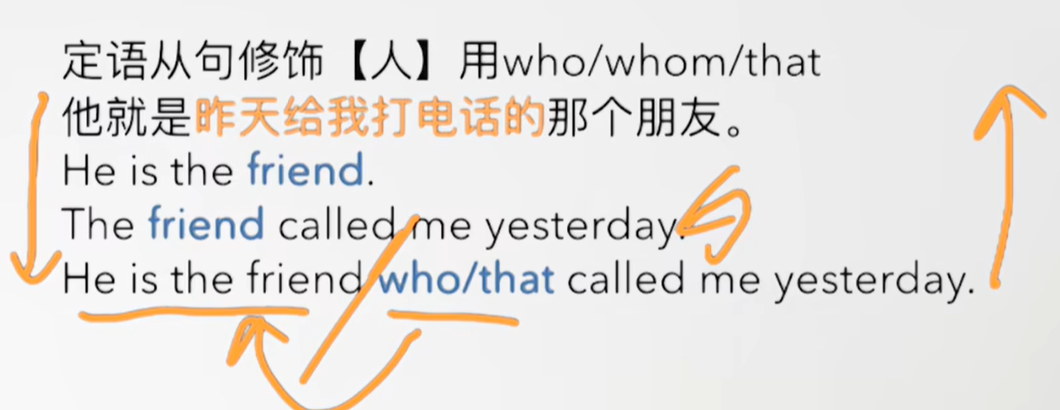 定语从句修饰【人】用who/whom/that
他就是昨天给我打电话的那个朋友。
He is the friend.
The friend called me yesterday.
He is the friend who/that called me yesterday.